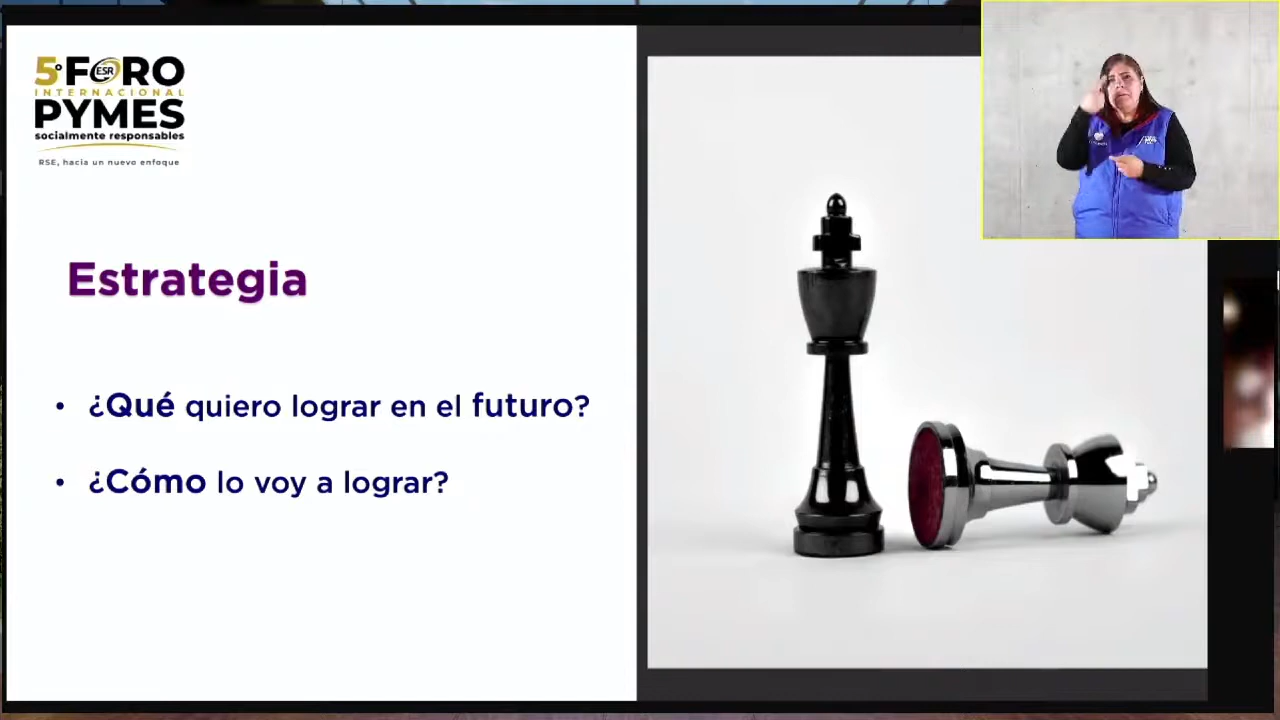 5° FORO
ESR
INTERNACIONAL
PYMES
socialmente responsables
RSE, hacia un nuevo enfoque
Estrategia
• ¿Qué quiero lograr en el futuro?
• ¿Cómo lo voy a lograr?